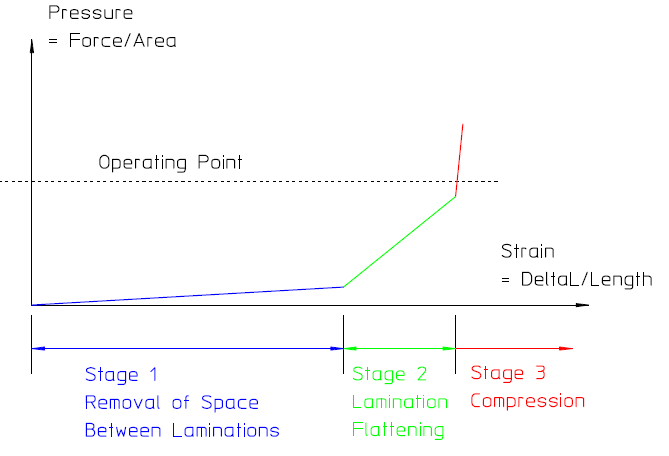 Pressure
= Force/Area
Operating Point
Strain
= DeltaL/Length
Stage 1
Removal of Space
Between Laminations
Stage 2
Lamination
Flattening
Stage 3
Compression